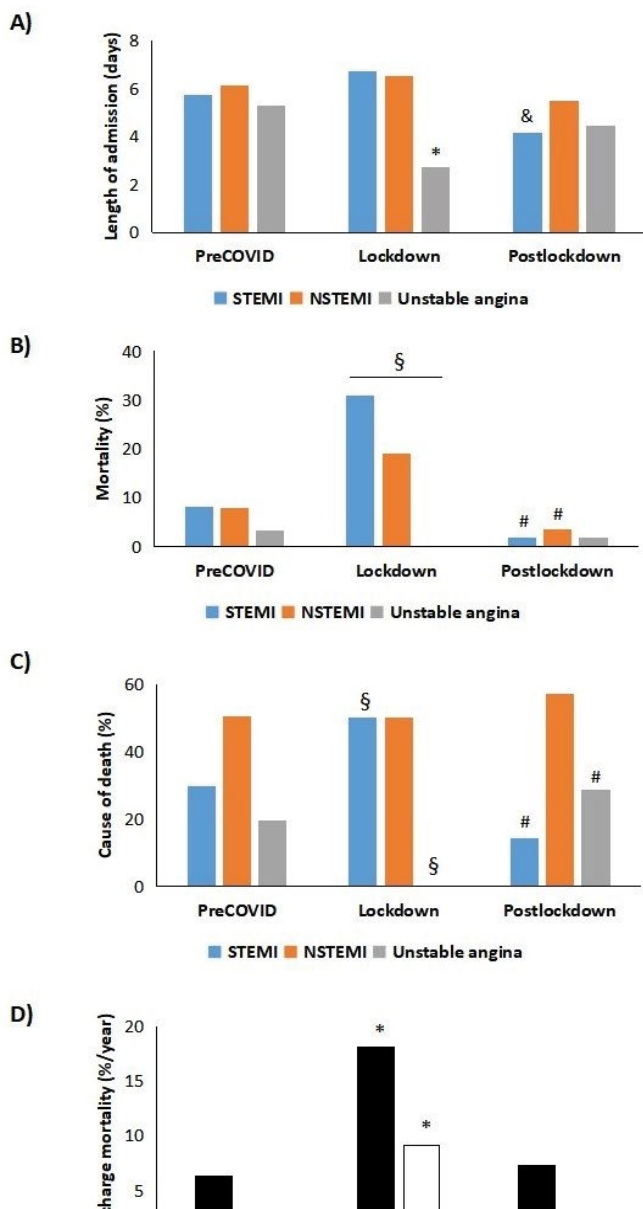 A)
Length of admission (days)
8
6
4
2
0
*
&
PreCOVID Lockdown Postlockdown
STEMI NSTEMI Unstable angina
B)
Mortality (%)
40
30
20
10
0
§
# #
PreCOVID Lockdown Postlockdown
STEMI NSTEMI Unstable angina
C)
Cause of death (%)
60
40
20
0
§
§
#
#
PreCOVID Lockdown Postlockdown
STEMI NSTEMI Unstable angina
D)
charge mortality (%/year)
20
15
10
5
*
*